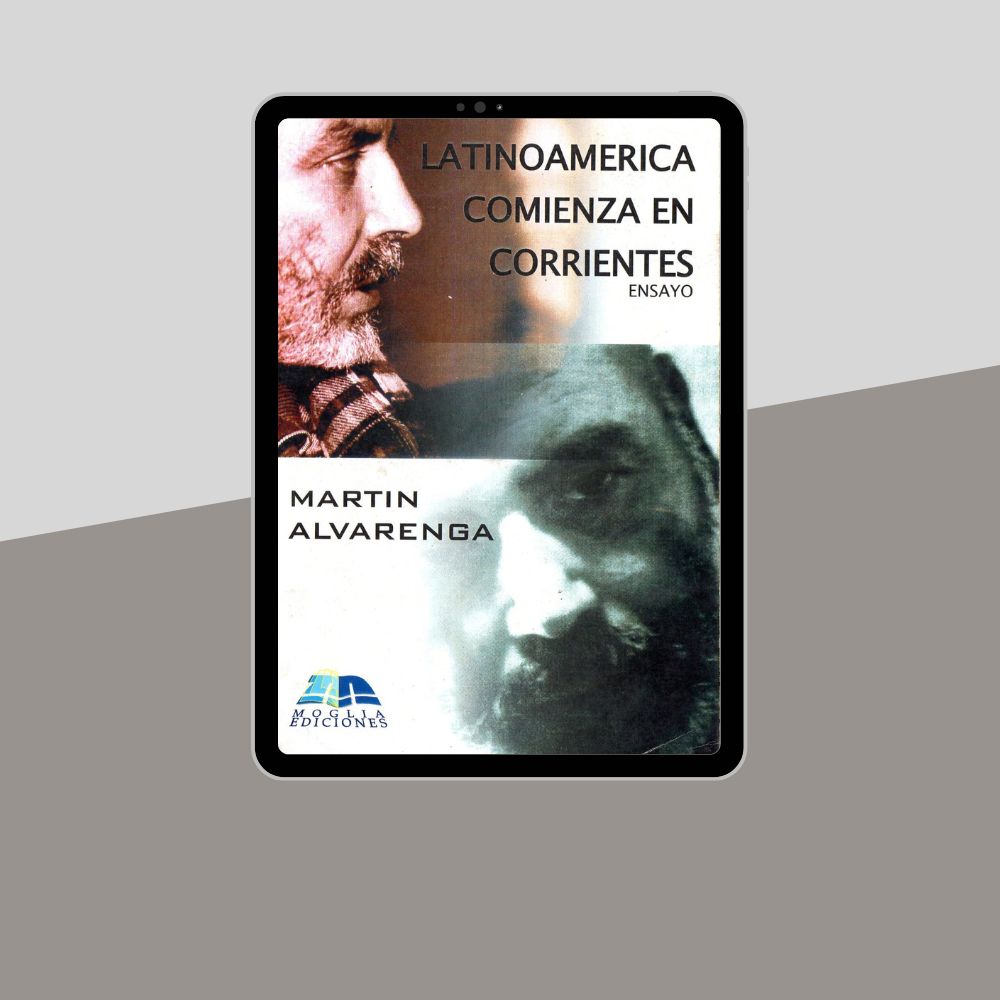 LATINOAMERICA
COMIENZA EN
CORRIENTES
ENSAYO
MARTIN
ALVARENGA
MOGLIA
EDICIONES